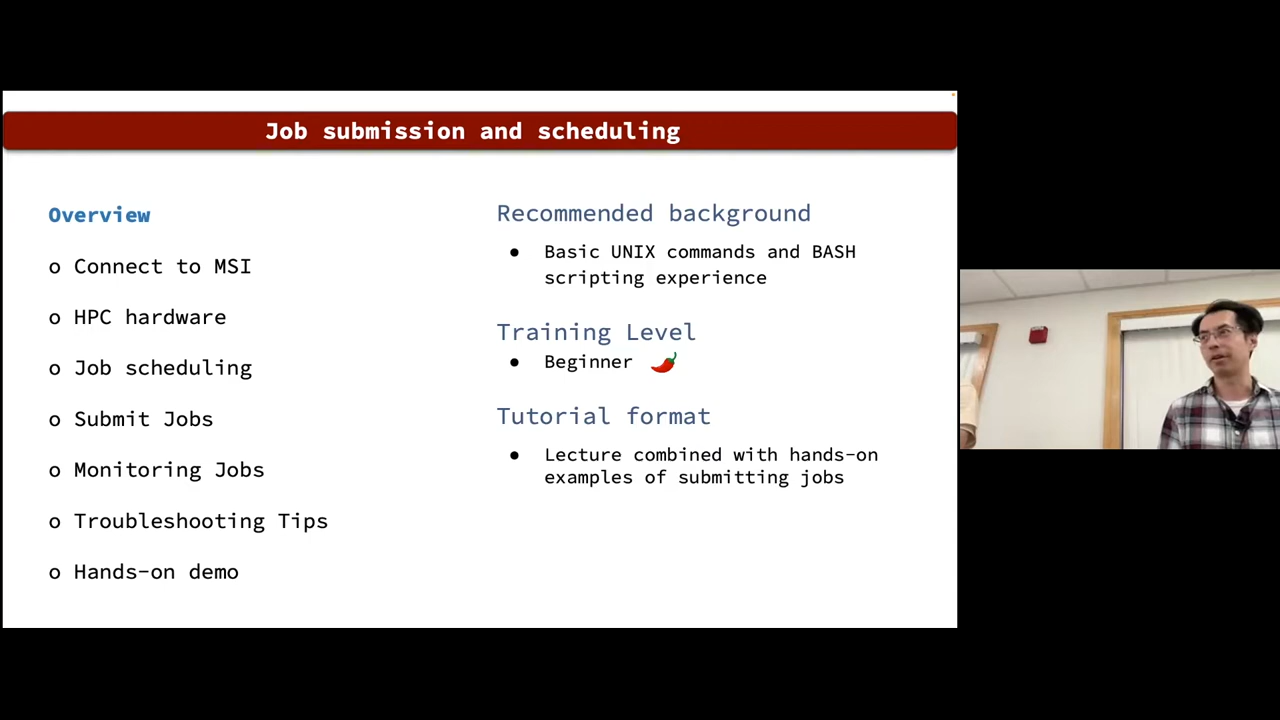 Job submission and scheduling
Overview
o Connect to MSI
o HPC hardware
o Job scheduling
o Submit Jobs
o Monitoring Jobs
o Troubleshooting Tips
o Hands-on demo
Recommended background
● Basic UNIX commands and BASH
scripting experience
Training Level
● Beginner 🌶️
Tutorial format
● Lecture combined with hands-on
examples of submitting jobs